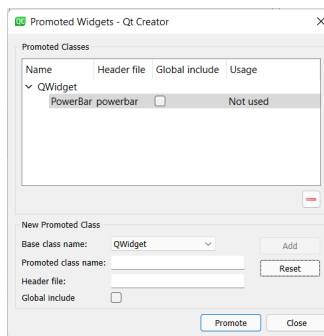 Promoted Widgets - Qt Creator
Promoted Classes
Name Header file Global include Usage
QWidget
PowerBar powerbar Not used
New Promoted Class
Base class name: QWidget Add
Promoted class name: Reset
Header file:
Global include
Promote Close